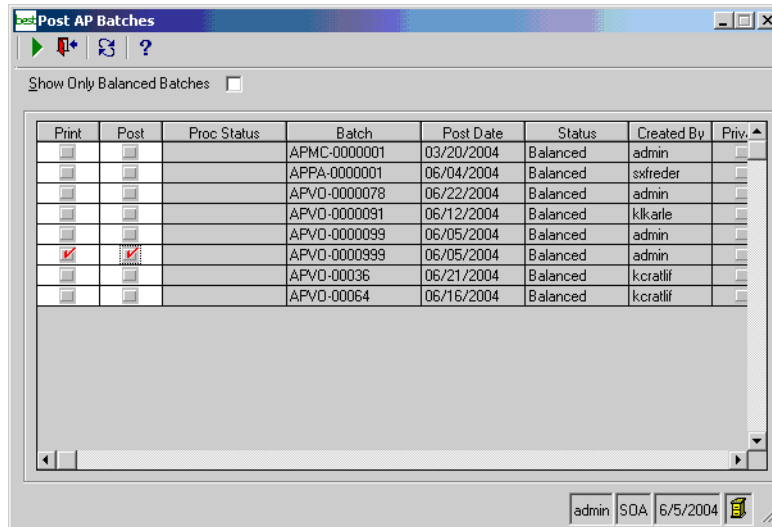 best Post AP Batches
?
Show Only Balanced Batches
Print Post Proc Status Batch Post Date Status Created By Priv
APMC-0000001 03/20/2004 Balanced admin
APPA-0000001 06/04/2004 Balanced sxfreder
APVO-0000078 06/22/2004 Balanced admin
APVO-0000091 06/12/2004 Balanced klkarle
APVO-0000099 06/05/2004 Balanced admin
APVO-0000999 06/05/2004 Balanced admin
APVO-00036 06/21/2004 Balanced kcratlif
APVO-00064 06/16/2004 Balanced kcratlif
admin SOA 6/5/2004